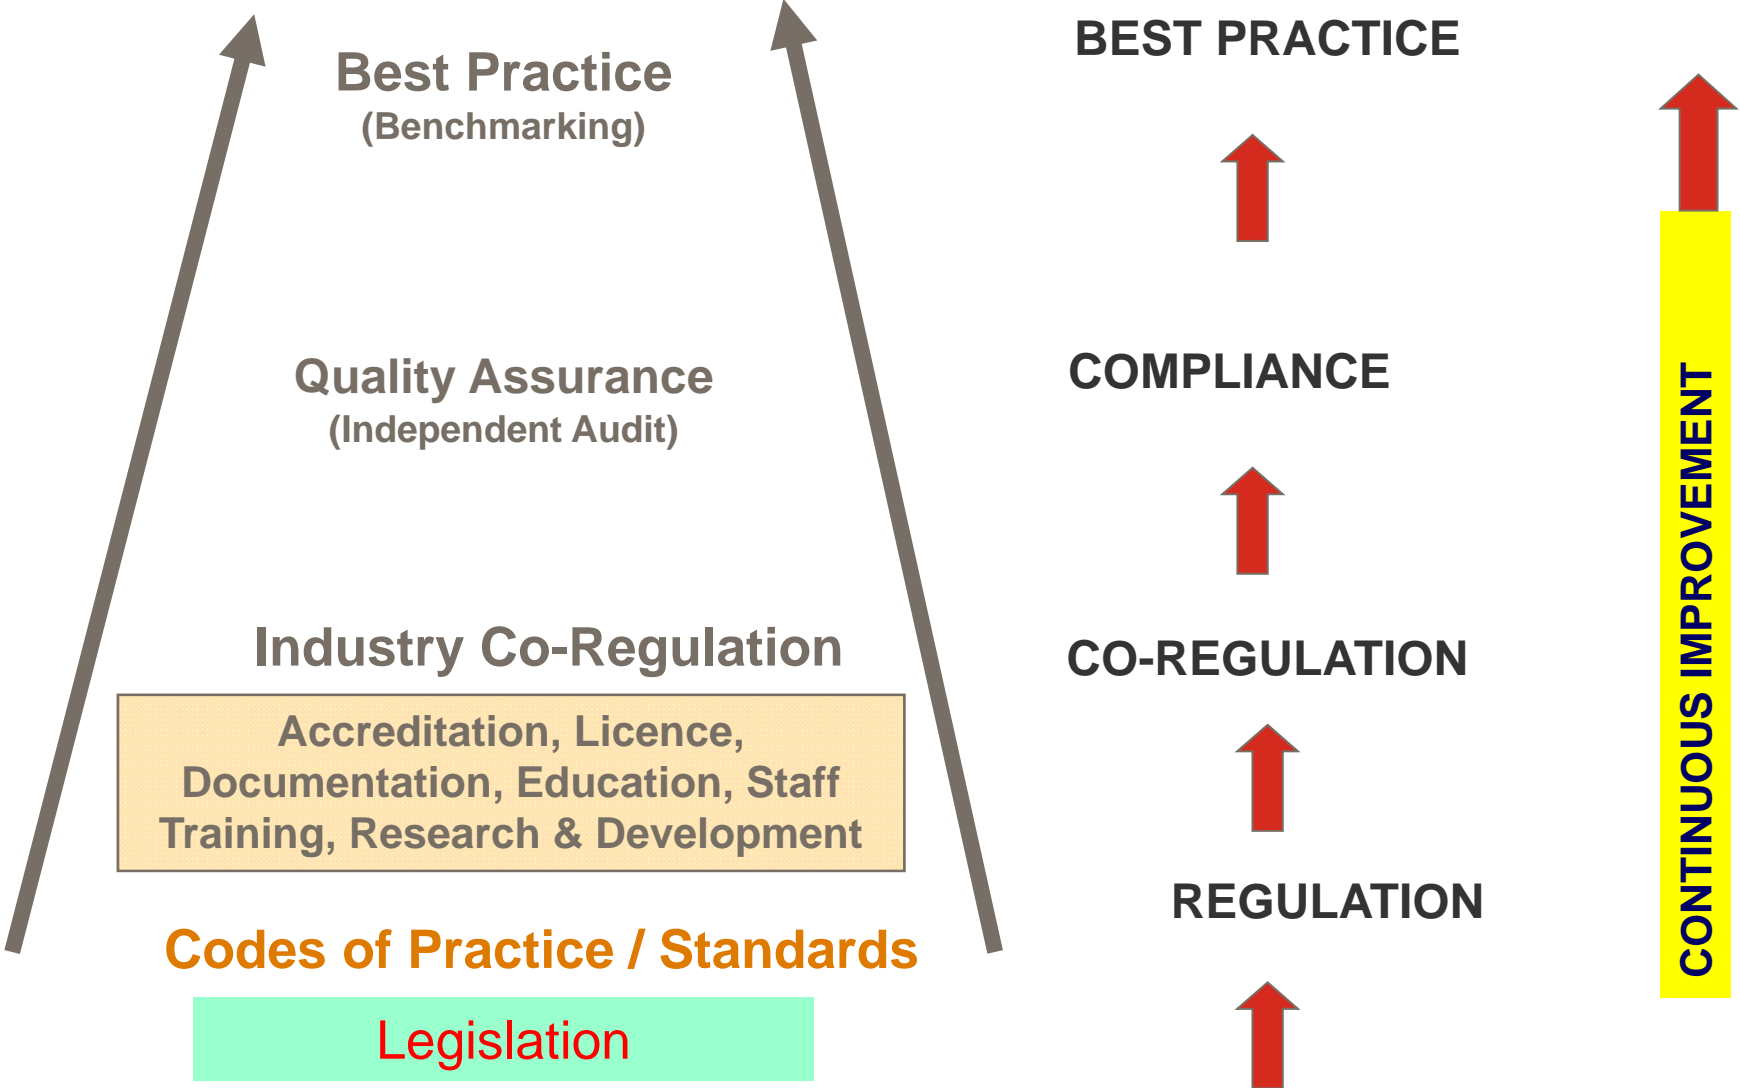 Best Practice
(Benchmarking)
Quality Assurance
(Independent Audit)
Industry Co-Regulation
Accreditation, Licence,
Documentation, Education, Staff
Training, Research & Development
Codes of Practice / Standards
Legislation
BEST PRACTICE
COMPLIANCE
CO-REGULATION
REGULATION
CONTINUOUS IMPROVEMENT